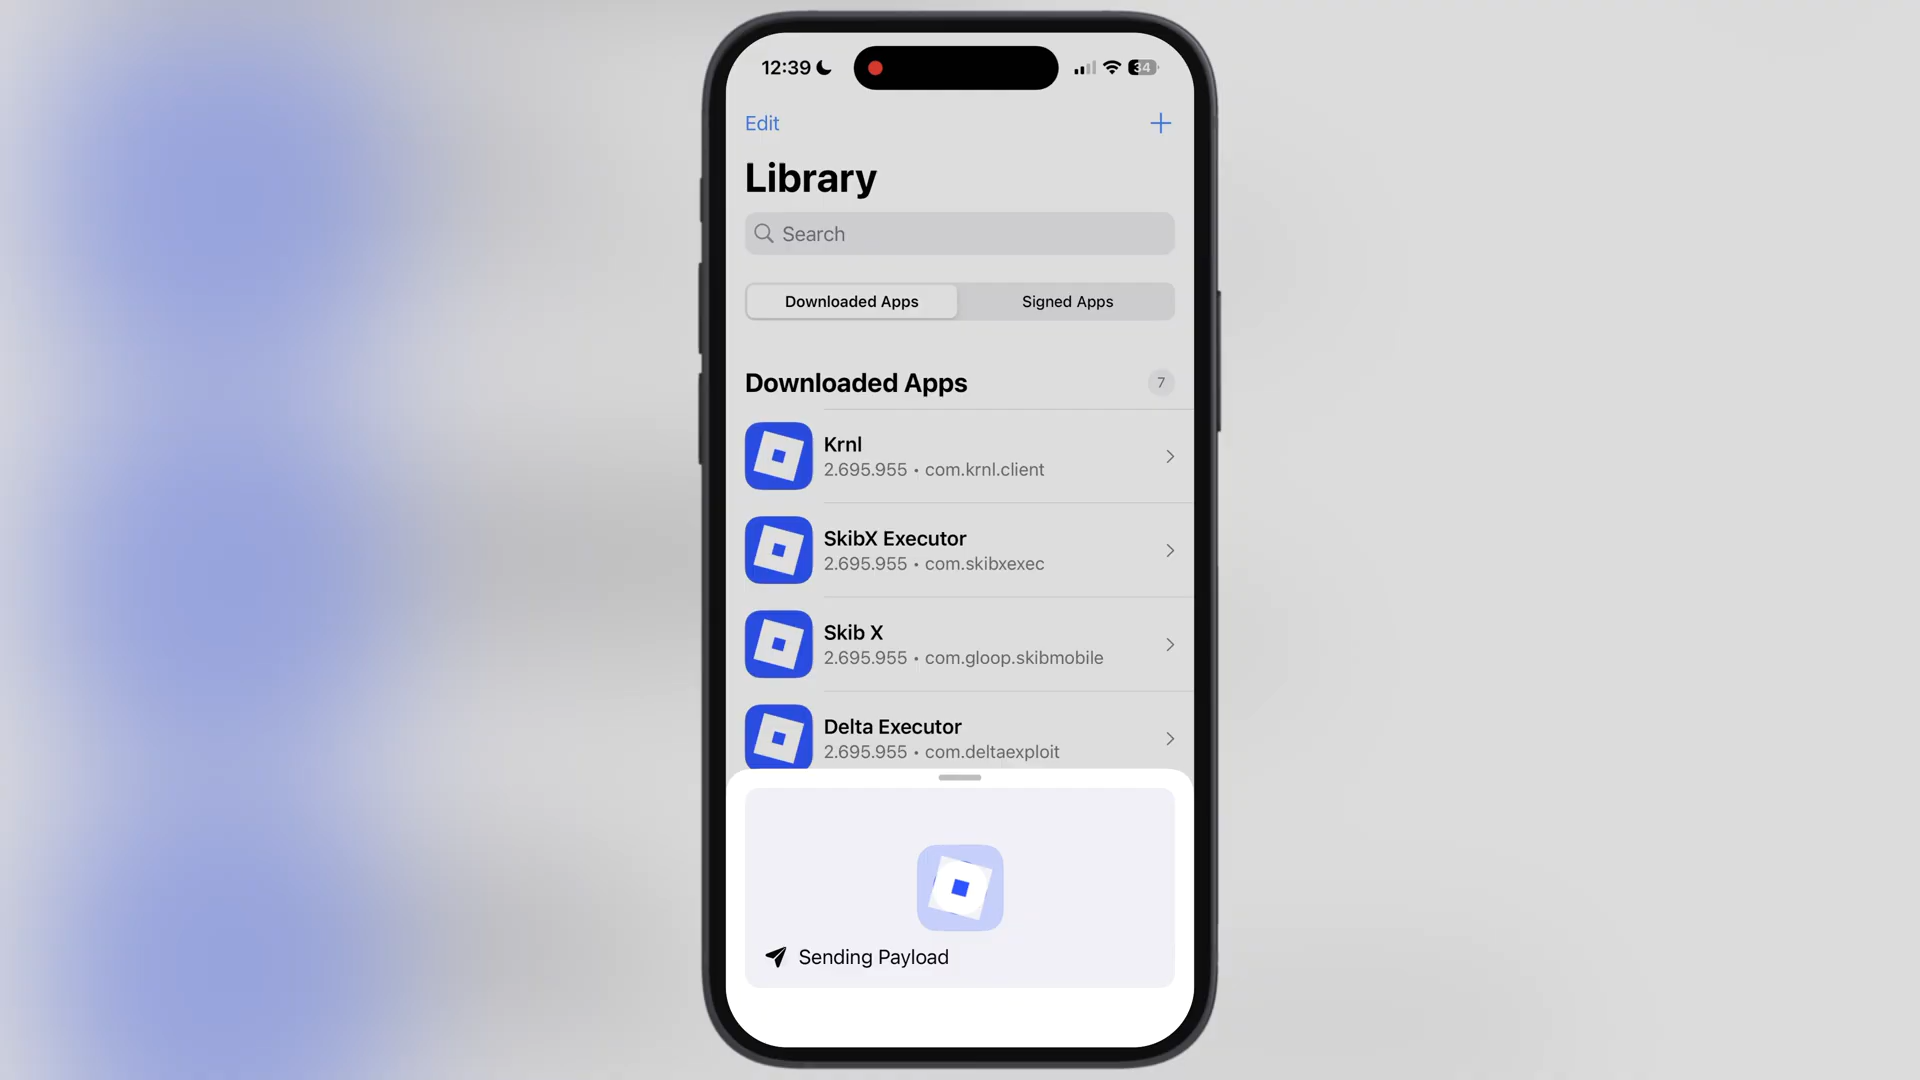 12:39
34
Edit
Library
Search
Downloaded Apps
Signed Apps
Downloaded Apps
7
Krnl
2.695.955 • com.krnl.client
SkibX Executor
2.695.955 • com.skibxexec
Skib X
2.695.955 • com.gloop.skibmobile
Delta Executor
2.695.955 • com.deltaexploit
Sending Payload